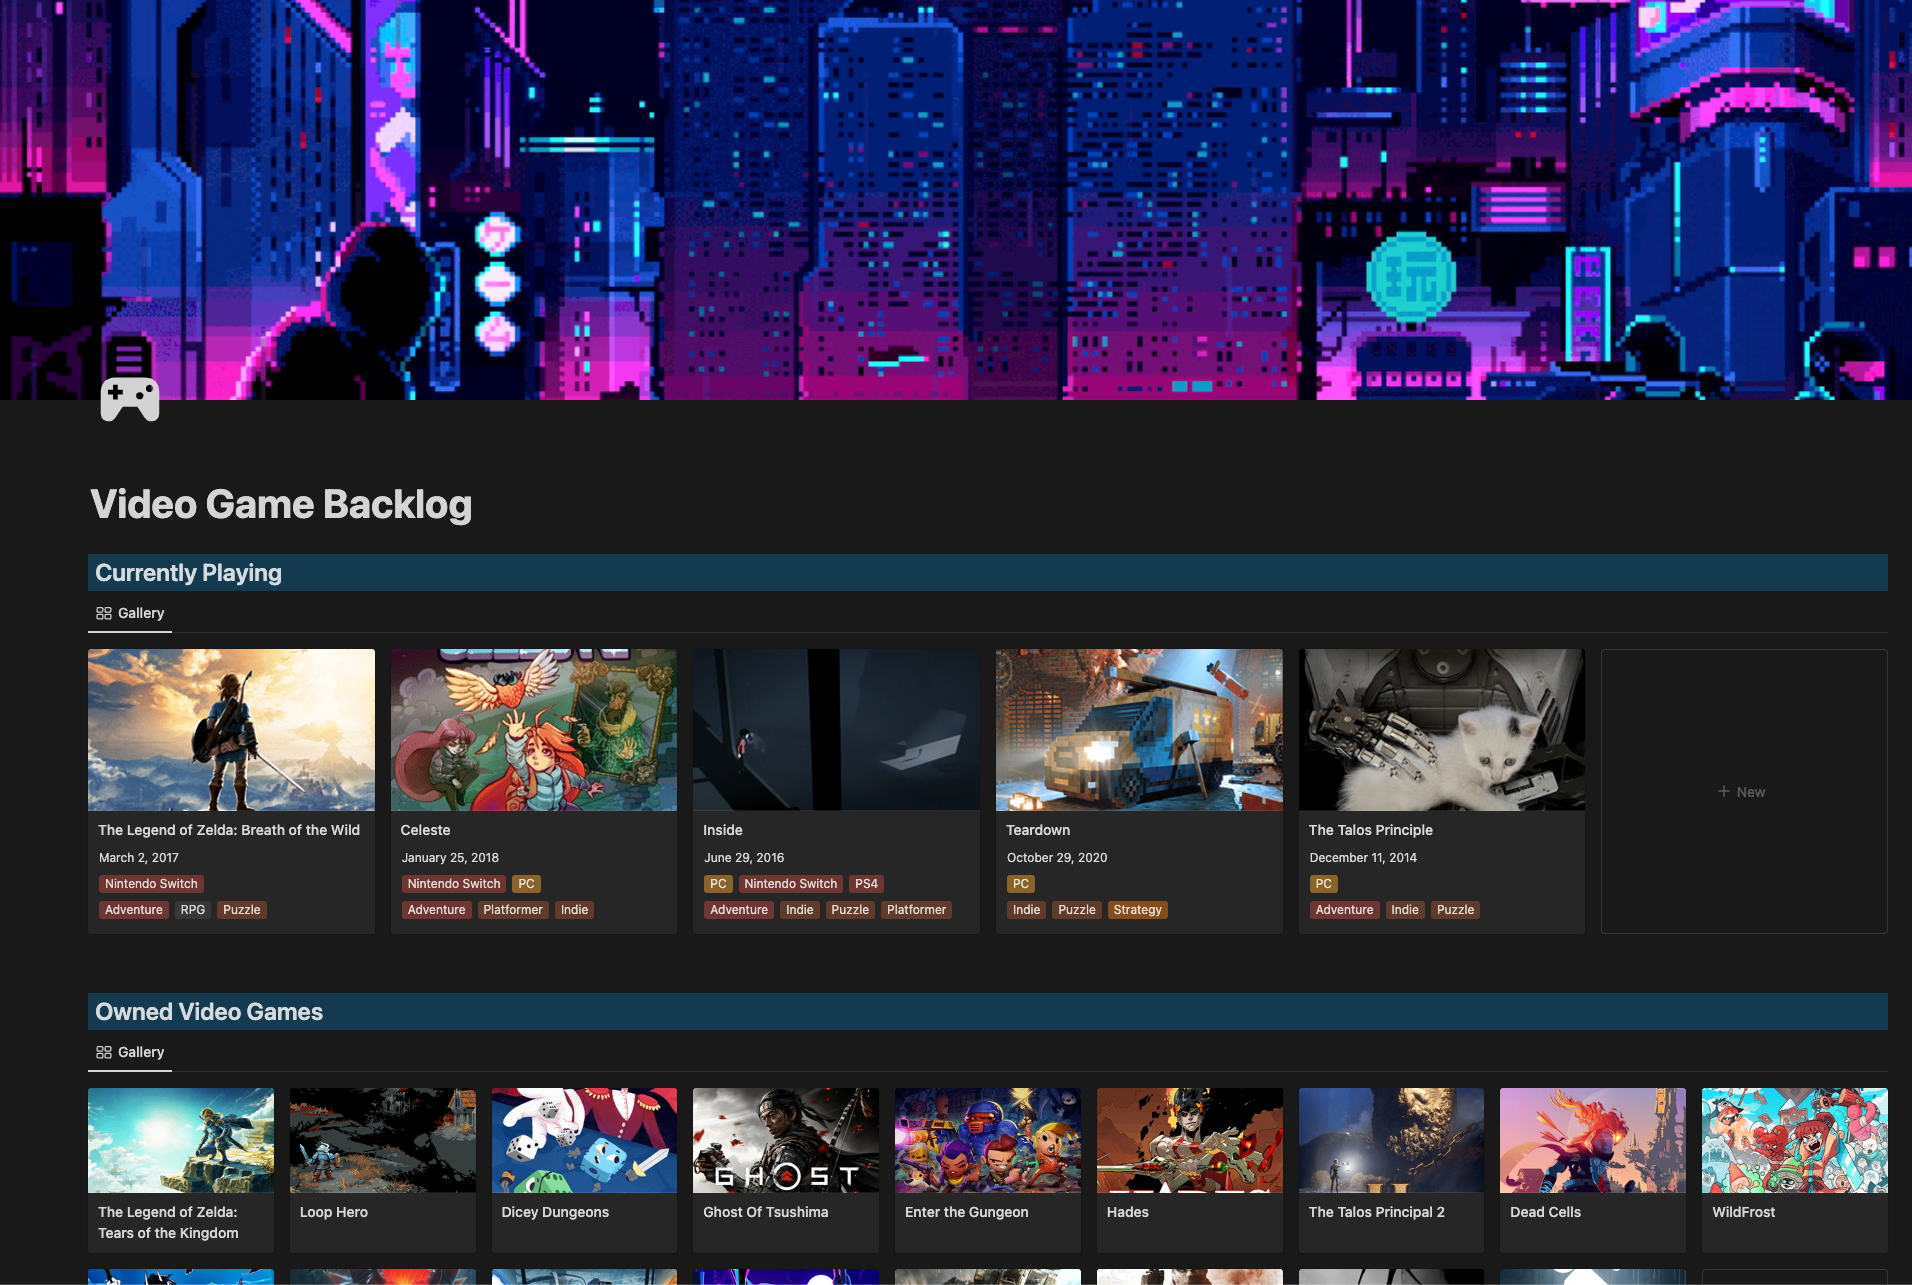 Video Game Backlog
Currently Playing
Gallery
The Legend of Zelda: Breath of the Wild
March 2, 2017
Nintendo Switch
Adventure RPG Puzzle
Celeste
January 25, 2018
Nintendo Switch PC
Adventure Platformer Indie
Inside
June 29, 2016
PC Nintendo Switch PS4
Adventure Indie Puzzle Platformer
Teardown
October 29, 2020
PC
Indie Puzzle Strategy
The Talos Principle
December 11, 2014
PC
Adventure Indie Puzzle
New
Owned Video Games
Gallery
The Legend of Zelda:
Tears of the Kingdom
Loop Hero
Dicey Dungeons
GHOST
Ghost Of Tsushima
Enter the Gungeon
Hades
The Talos Principal 2
Dead Cells
WildFrost